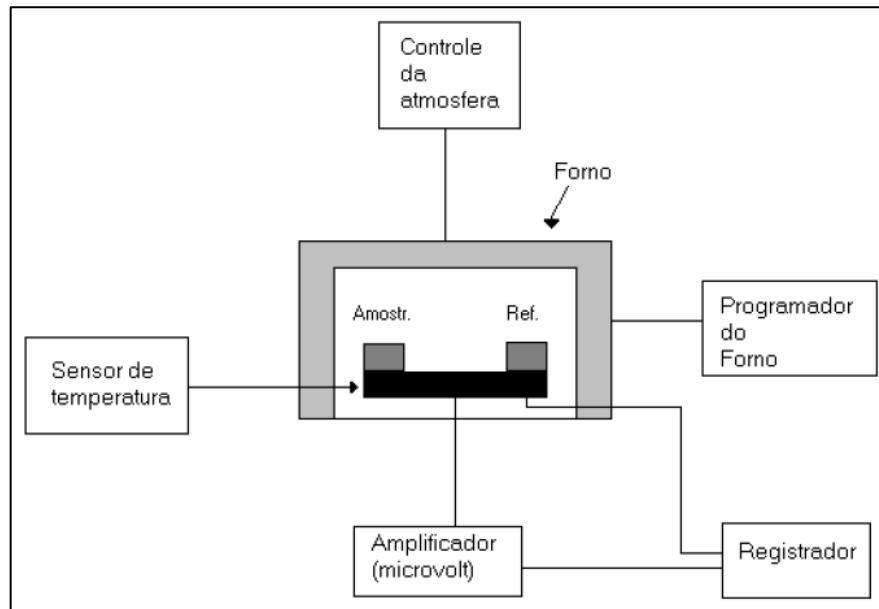 Controle
da
atmosfera
Forno
Amostr.
Ref.
Programador
do
Forno
Sensor de
temperatura
Amplificador
(microvolt)
Registrador